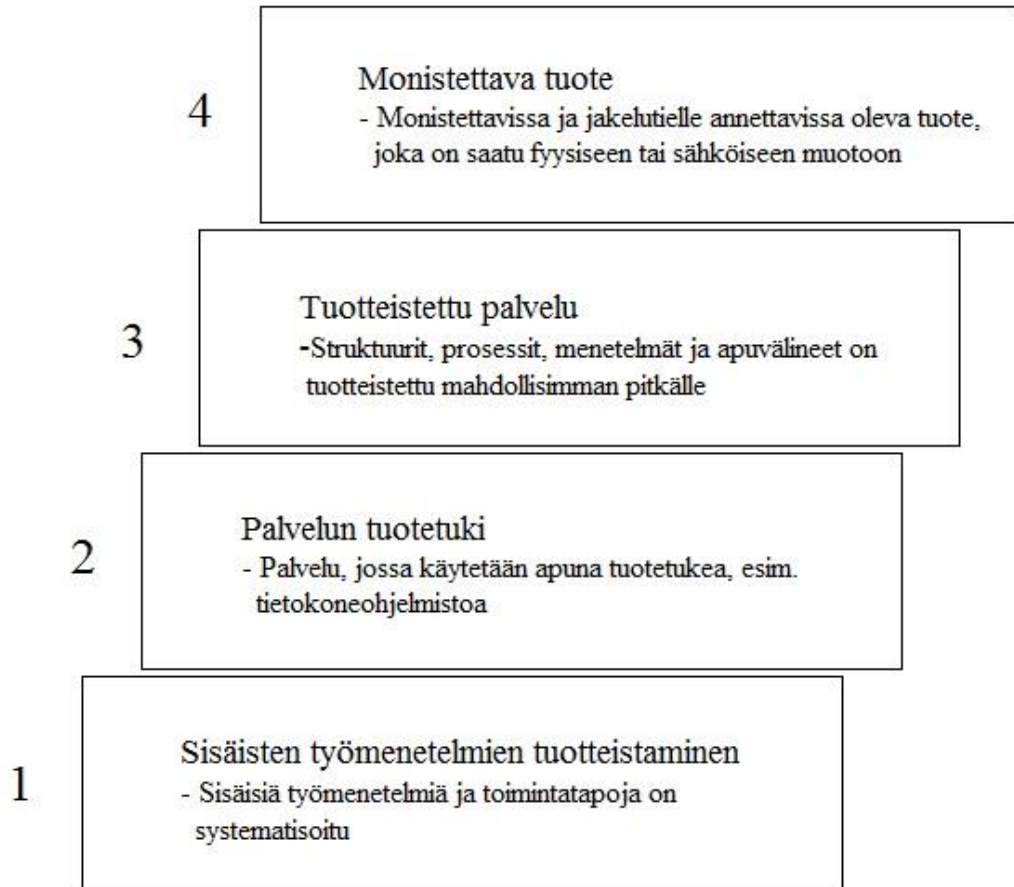 4
Monistettava tuote
- Monistettavissa ja jakelutielle annettavissa oleva tuote,
joka on saatu fyysiseen tai sähköiseen muotoon
3
Tuotteistettu palvelu
-Struktuurit, prosessit, menetelmät ja apuvälineet on
tuotteistettu mahdollisimman pitkälle
2
Palvelun tuotetuki
- Palvelu, jossa käytetään apuna tuotetukea, esim.
tietokoneohjelmistoa
1
Sisäisten työmenetelmien tuotteistaminen
- Sisäisiä työmenetelmiä ja toimintatapoja on
systematisoitu